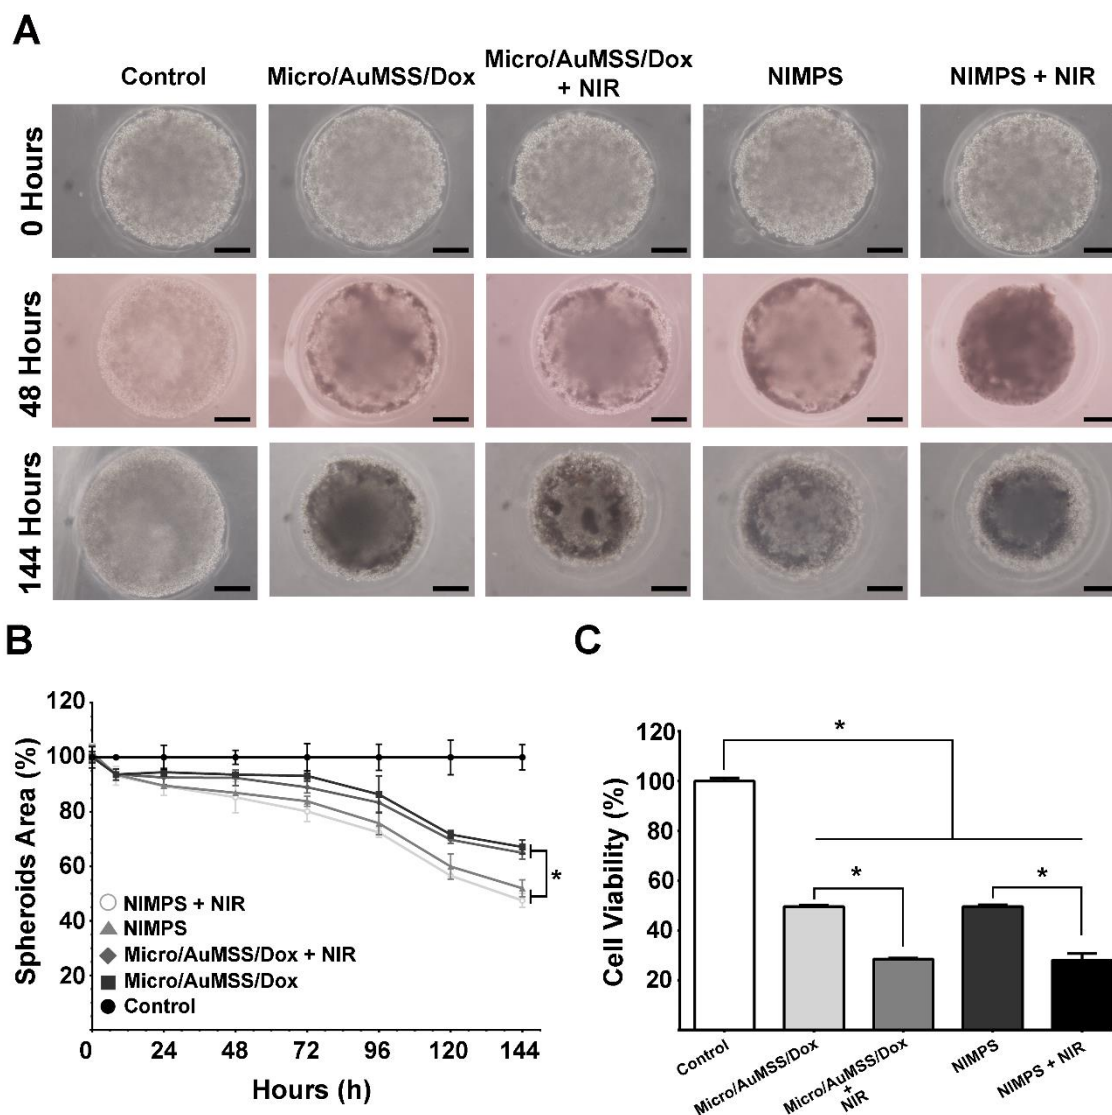 A
Control
Micro/AuMSS/Dox
Micro/AuMSS/Dox
+ NIR
NIMPS
NIMPS + NIR
0 Hours
48 Hours
144 Hours
B
Spheroids Area (%)
120
100
80
60
40
20
0
24
48
72
96
120
144
Hours (h)
NIMPS + NIR
NIMPS
Micro/AuMSS/Dox + NIR
Micro/AuMSS/Dox
Control
*
C
Cell Viability (%)
120
100
80
60
40
20
*
*
*
Control
Micro/AuMSS/Dox
Micro/AuMSS/Dox
+
NIR
NIMPS
NIMPS + NIR